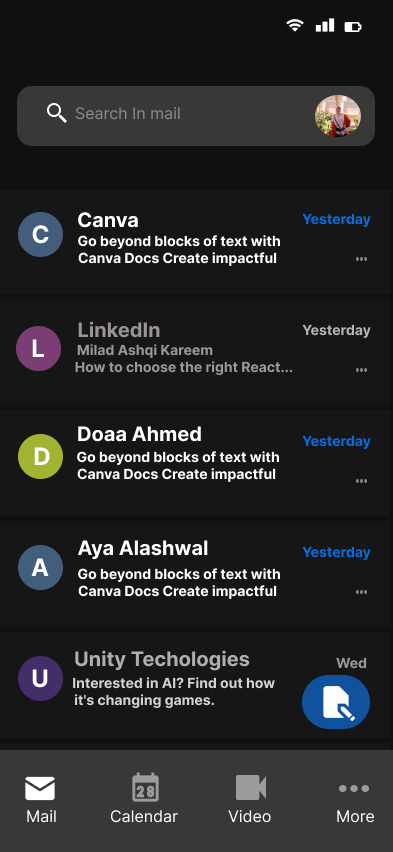 Search In mail
C
Canva
Yesterday
Go beyond blocks of text with
Canva Docs Create impactful
...
L
LinkedIn
Yesterday
Milad Ashqi Kareem
How to choose the right React...
...
D
Doaa Ahmed
Yesterday
Go beyond blocks of text with
Canva Docs Create impactful
...
A
Aya Alashwal
Yesterday
Go beyond blocks of text with
Canva Docs Create impactful
...
U
Unity Techologies
Wed
Interested in AI? Find out how
it's changing games.
28
Mail
Calendar
Video
More